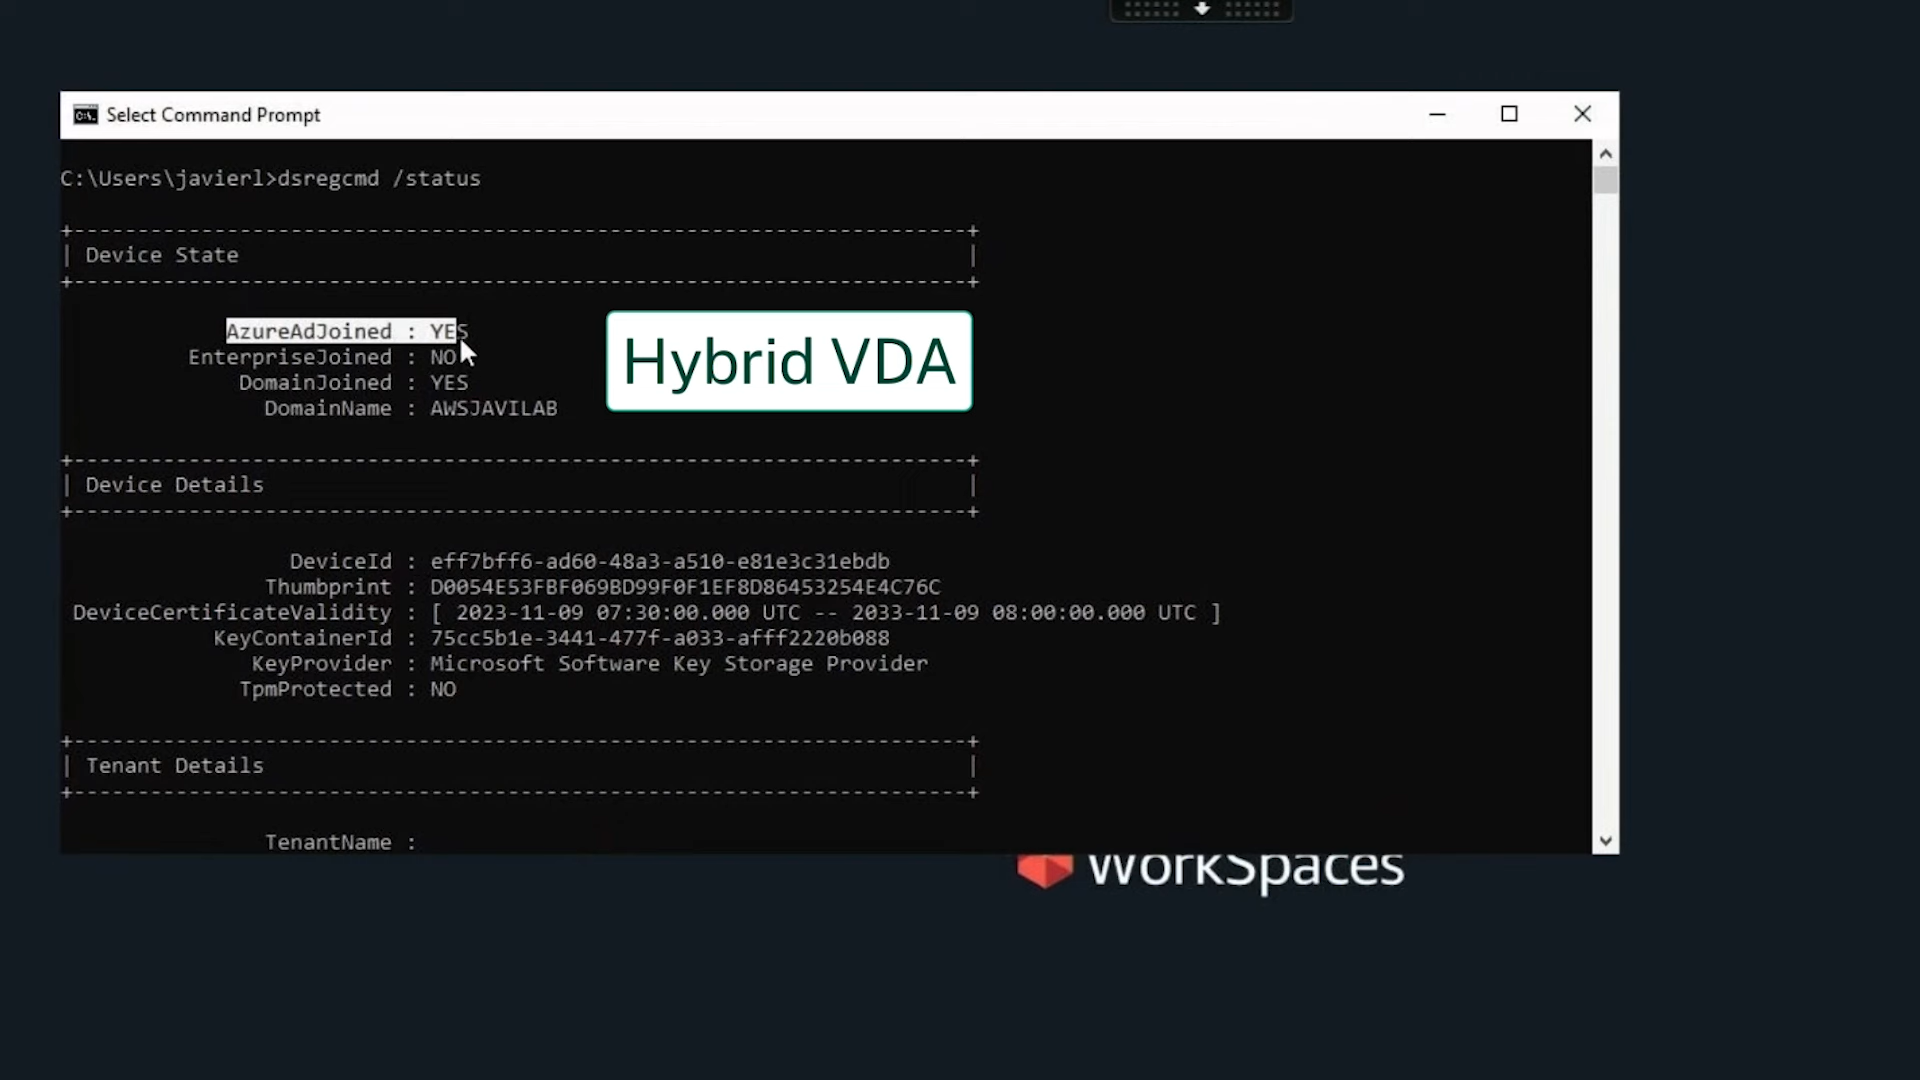 Select Command Prompt
C:\Users\javierl>dsregcmd /status
+----------------------------------------------------------------------+
| Device State                                                         |
+----------------------------------------------------------------------+
AzureAdJoined : YES
EnterpriseJoined : NO
DomainJoined : YES
DomainName : AWSJAVILAB
Hybrid VDA
+----------------------------------------------------------------------+
| Device Details                                                       |
+----------------------------------------------------------------------+
DeviceId : eff7bff6-ad60-48a3-a510-e81e3c31ebdb
Thumbprint : D0054E53FBF069BD99F0F1EF8D86453254E4C76C
DeviceCertificateValidity : [ 2023-11-09 07:30:00.000 UTC -- 2033-11-09 08:00:00.000 UTC ]
KeyContainerId : 75cc5b1e-3441-477f-a033-afff2220b088
KeyProvider : Microsoft Software Key Storage Provider
TpmProtected : NO
+----------------------------------------------------------------------+
| Tenant Details                                                       |
+----------------------------------------------------------------------+
TenantName :
WorkSpaces